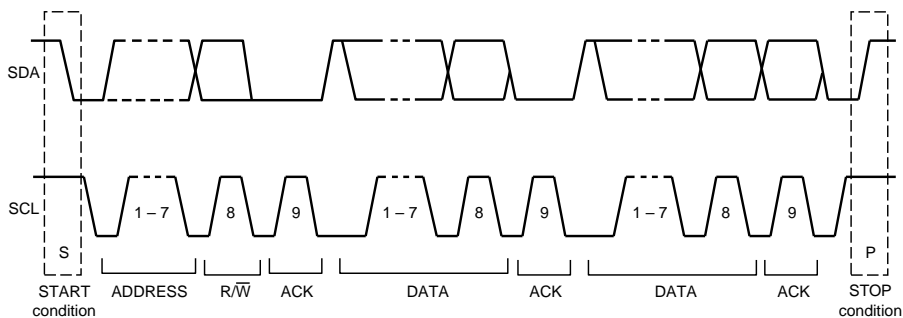 SDA
SCL
1 – 7 8 9 1 – 7 8 9 1 – 7 8 9
S P
START condition ADDRESS R/W̅ ACK DATA ACK DATA ACK STOP condition